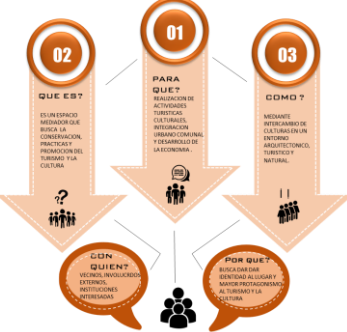 02
QUE ES?
ES UN ESPACIO
MEDIADOR QUE
BUSCA LA
CONSERVACION,
PRACTICAS Y
PROMOCION DEL
TURISMO Y LA
CULTURA
??
01
PARA
QUE?
REALIZACION DE
ACTIVIDADES
TURISTICAS
CULTURALES,
INTEGRACION
URBANO COMUNAL
Y DESARROLLO DE
LA ECONOMIA .
03
COMO ?
MEDIANTE
INTERCAMBIO DE
CULTURAS EN UN
ENTORNO
ARQUITECTONICO,
TURISTICO Y
NATURAL.
CON
QUIEN?
VECINOS, INVOLUCRDOS
EXTERNOS,
INSTITUCIONES
INTERESADAS
POR QUE?
BUSCA DAR DAR
IDENTIDAD AL LUGAR Y
MAYOR PROTAGONISMO
AL TURISMO Y LA
CULTURA